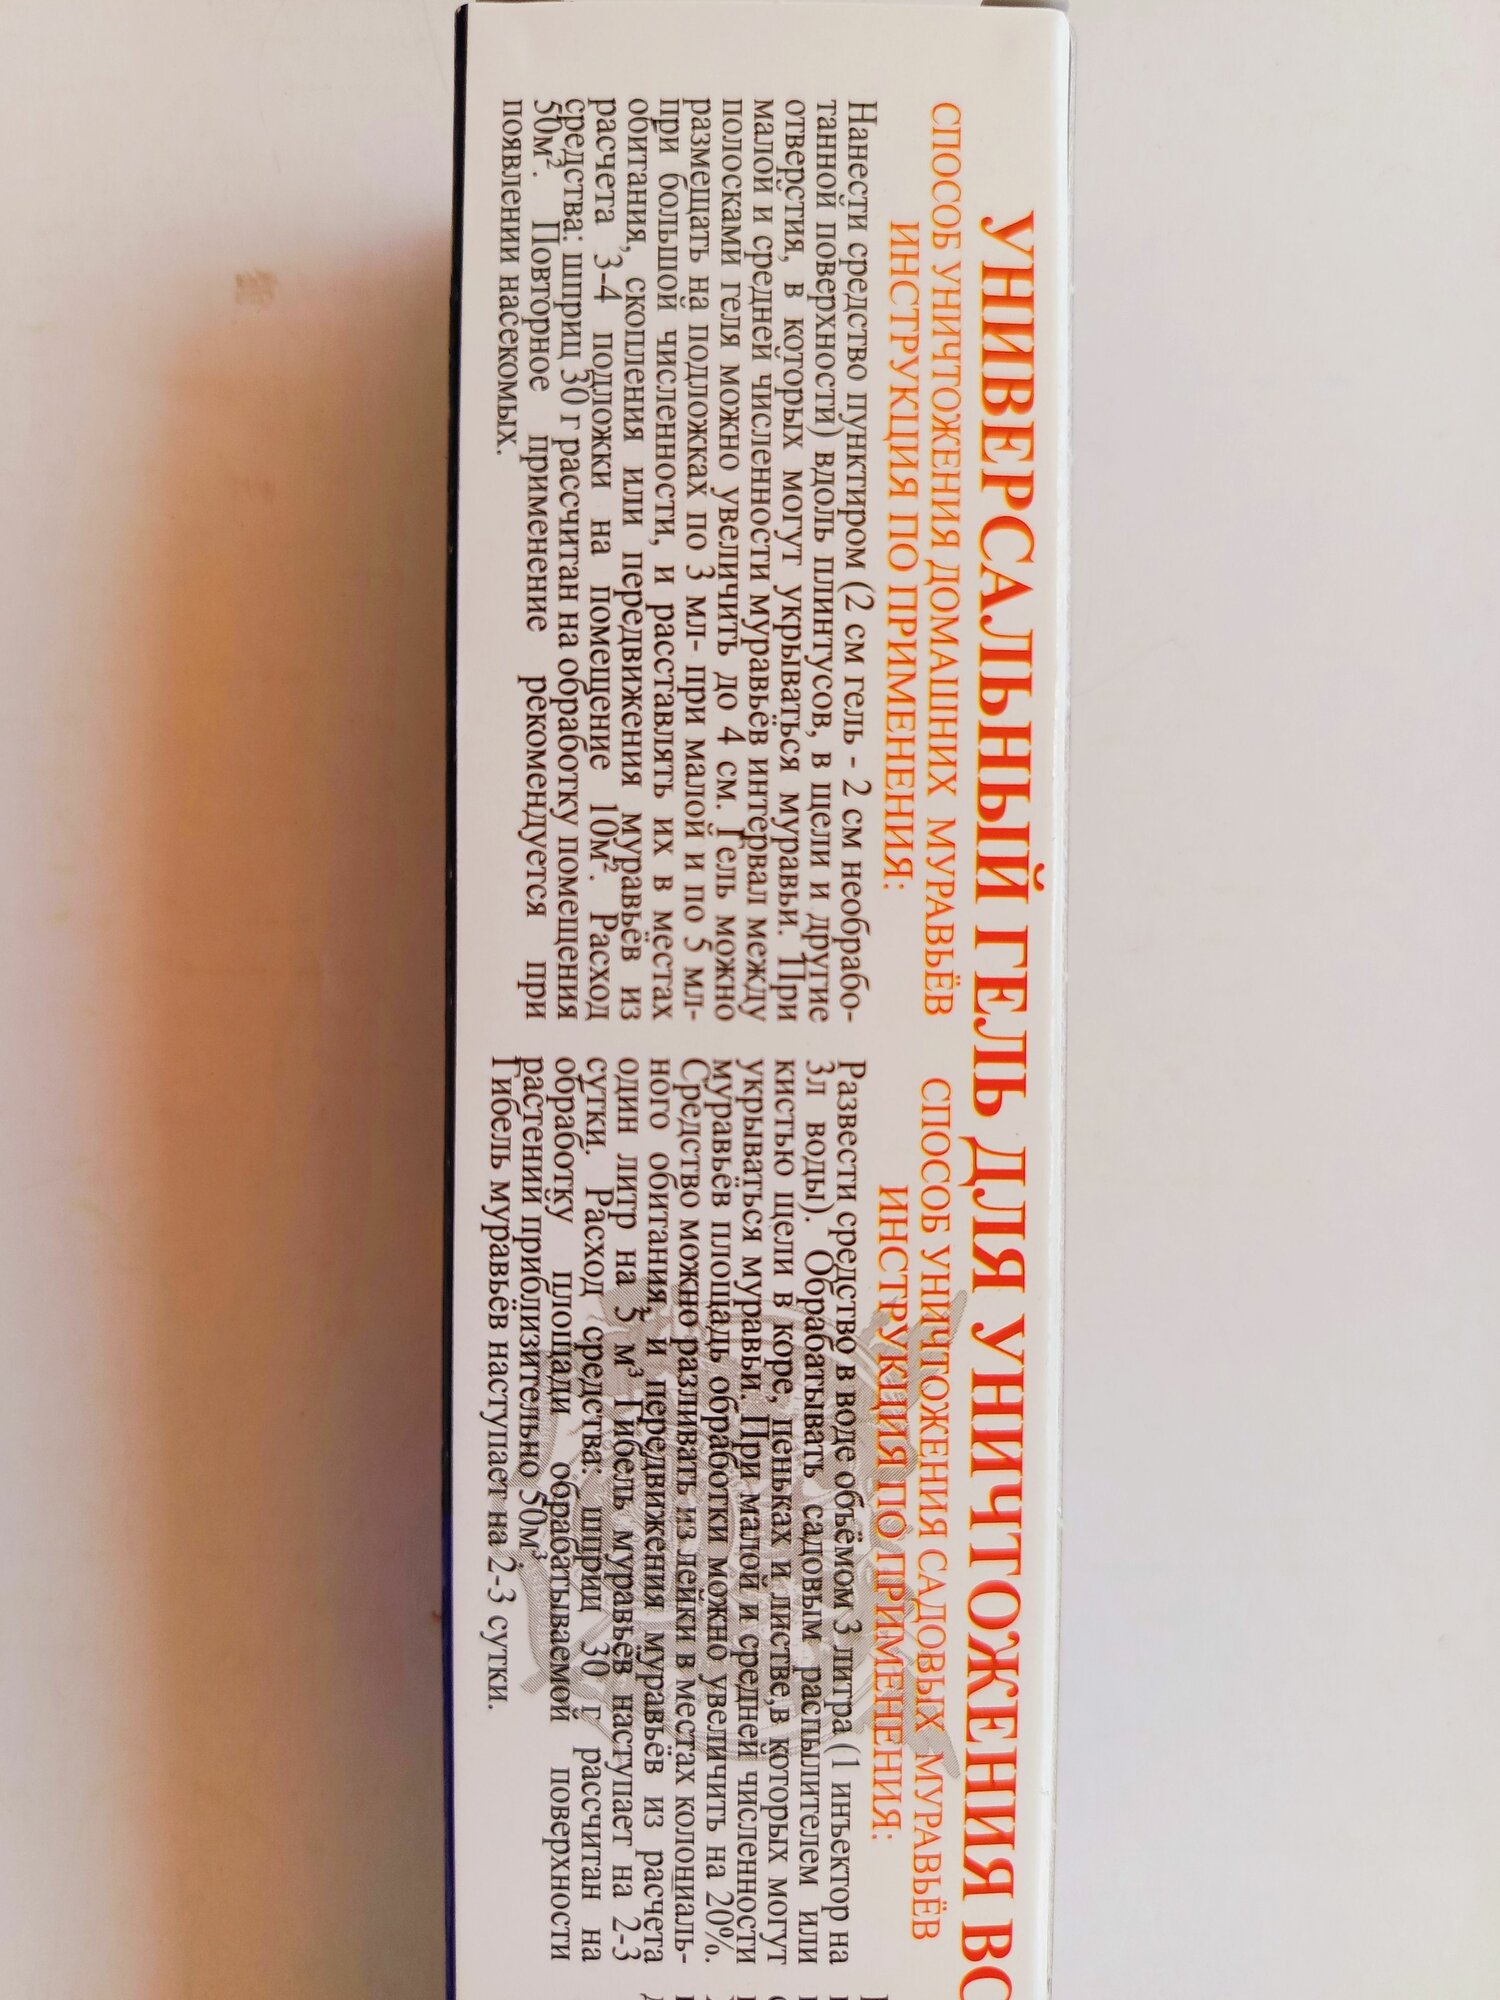 УНИВЕРСАЛЬНЫЙ ГЕЛЬ ДЛЯ УНИЧТОЖЕНИЯ ВС
СПОСОБ УНИЧТОЖЕНИЯ ДОМАШНИХ МУРАВЬЁВ
ИНСТРУКЦИЯ ПО ПРИМЕНЕНИЯ:
Нанести средство пунктиром (2 см гель - 2 см необрабо-
танной поверхности) вдоль плинтусов, в щели и другие
отверстия, в которых могут укрываться муравьи. При
малой и средней численности муравьёв интервал между
полосками геля можно увеличить до 4 см. Гель можно
размещать на подложках по 3 мл- при малой и по 5 мл-
при большой численности, и расставлять их в местах
обитания, скопления или передвижения муравьёв из
расчета 3-4 подложки на помещение 10м². Расход
средства: шприц 30 г рассчитан на обработку помещения
50м². Повторное применение рекомендуется при
появлении насекомых.
СПОСОБ УНИЧТОЖЕНИЯ САДОВЫХ МУРАВЬЁВ
ИНСТРУКЦИЯ ПО ПРИМЕНЕНИЯ:
Развести средство в воде объёмом 3 литра (1 инъектор на
3л воды). Обрабатывать садовым распылителем или
кистью щели в коре, пеньках и листве,в которых могут
укрываться муравьи. При малой и средней численности
муравьёв площадь обработки можно увеличить на 20%.
Средство можно разливать из лейки в местах колониаль-
ного обитания, и передвижения муравьёв из расчета
один литр на 3 м³ Гибель муравьёв наступает на 2-3
сутки. Расход средства: шприц 30 г рассчитан на
обработку площади обрабатываемой поверхности
растений приблизительно 50м³
Гибель муравьёв наступает на 2-3 сутки.